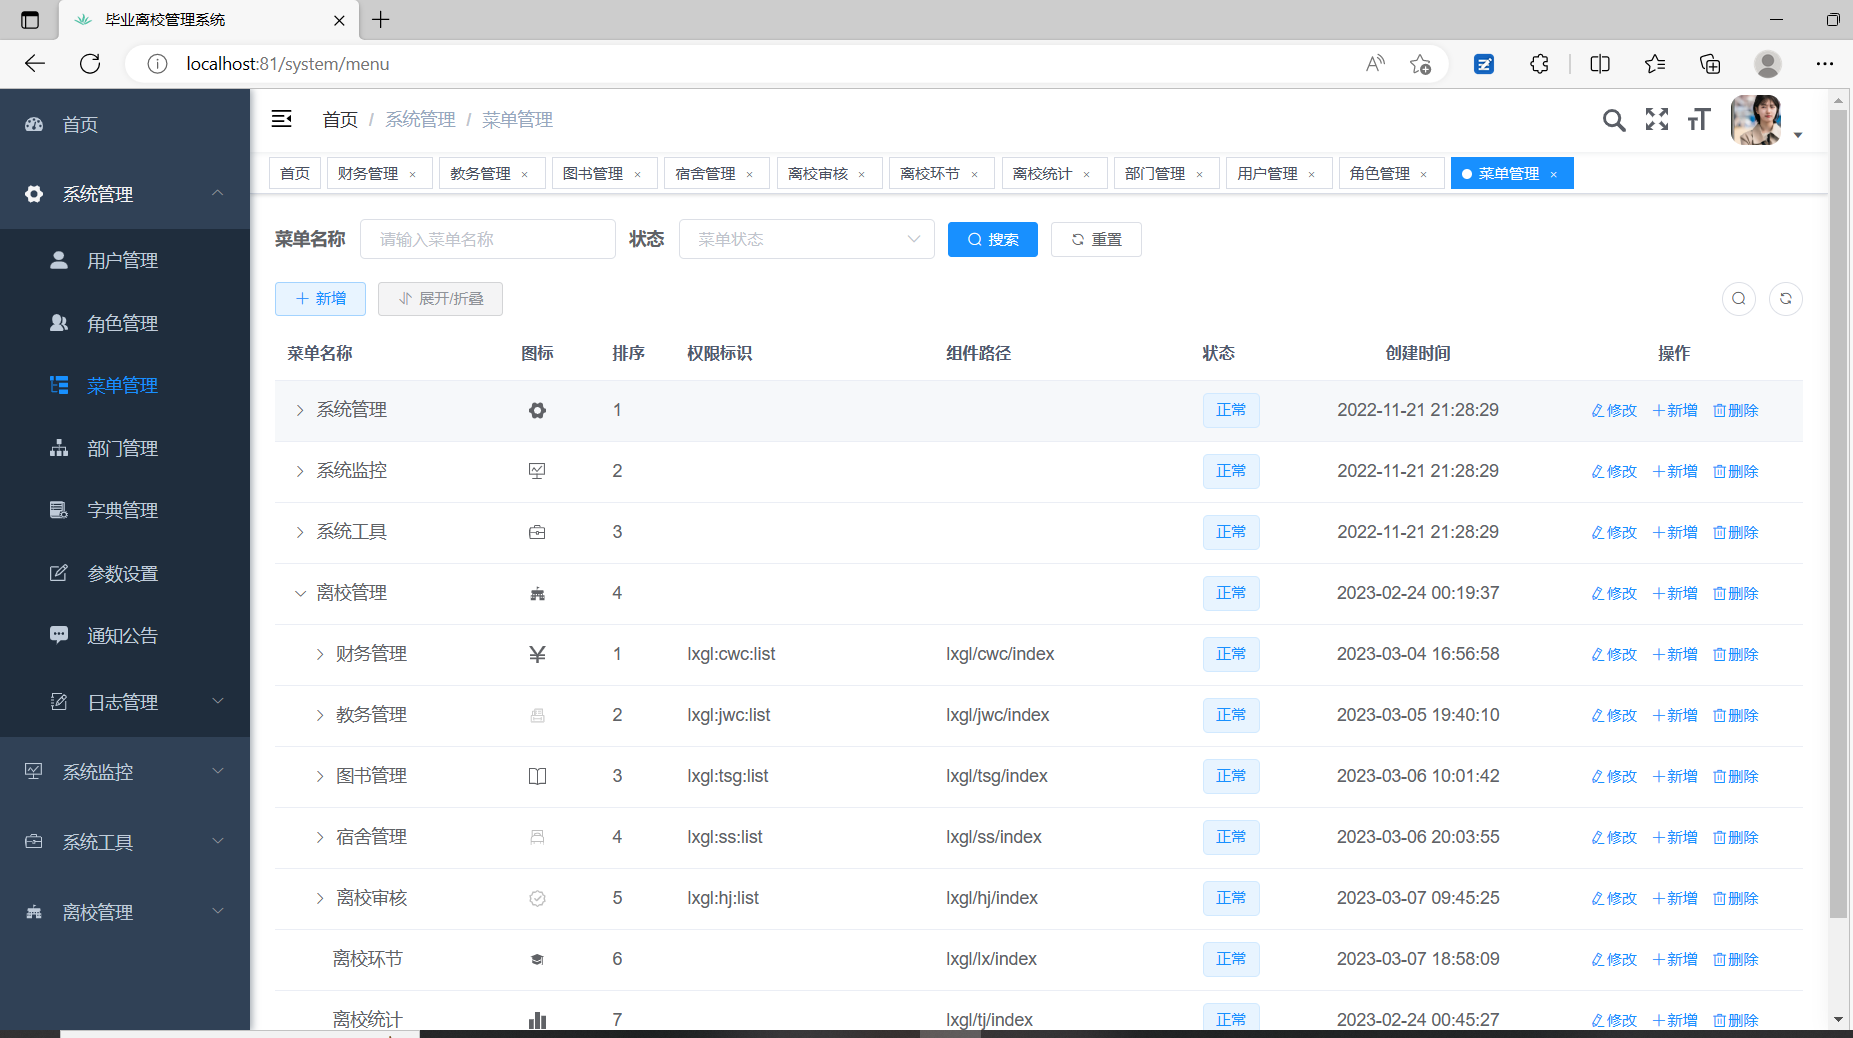 毕业离校管理系统
localhost:81/system/menu
首页
系统管理
用户管理
角色管理
菜单管理
部门管理
字典管理
参数设置
通知公告
日志管理
系统监控
系统工具
离校管理
首页 / 系统管理 / 菜单管理
首页 财务管理 × 教务管理 × 图书管理 × 宿舍管理 × 离校审核 × 离校环节 × 离校统计 × 部门管理 × 用户管理 × 角色管理 × 菜单管理 ×
菜单名称 请输入菜单名称 状态 菜单状态 搜索 重置
新增 展开/折叠
菜单名称 图标 排序 权限标识 组件路径 状态 创建时间 操作
系统管理 1 正常 2022-11-21 21:28:29 修改 新增 删除
系统监控 2 正常 2022-11-21 21:28:29 修改 新增 删除
系统工具 3 正常 2022-11-21 21:28:29 修改 新增 删除
离校管理 4 正常 2023-02-24 00:19:37 修改 新增 删除
财务管理 1 lxgl:cwc:list lxgl/cwc/index 正常 2023-03-04 16:56:58 修改 新增 删除
教务管理 2 lxgl:jwc:list lxgl/jwc/index 正常 2023-03-05 19:40:10 修改 新增 删除
图书管理 3 lxgl:tsg:list lxgl/tsg/index 正常 2023-03-06 10:01:42 修改 新增 删除
宿舍管理 4 lxgl:ss:list lxgl/ss/index 正常 2023-03-06 20:03:55 修改 新增 删除
离校审核 5 lxgl:hj:list lxgl/hj/index 正常 2023-03-07 09:45:25 修改 新增 删除
离校环节 6 lxgl/lx/index 正常 2023-03-07 18:58:09 修改 新增 删除
离校统计 7 lxgl/tj/index 正常 2023-02-24 00:45:27 修改 新增 删除